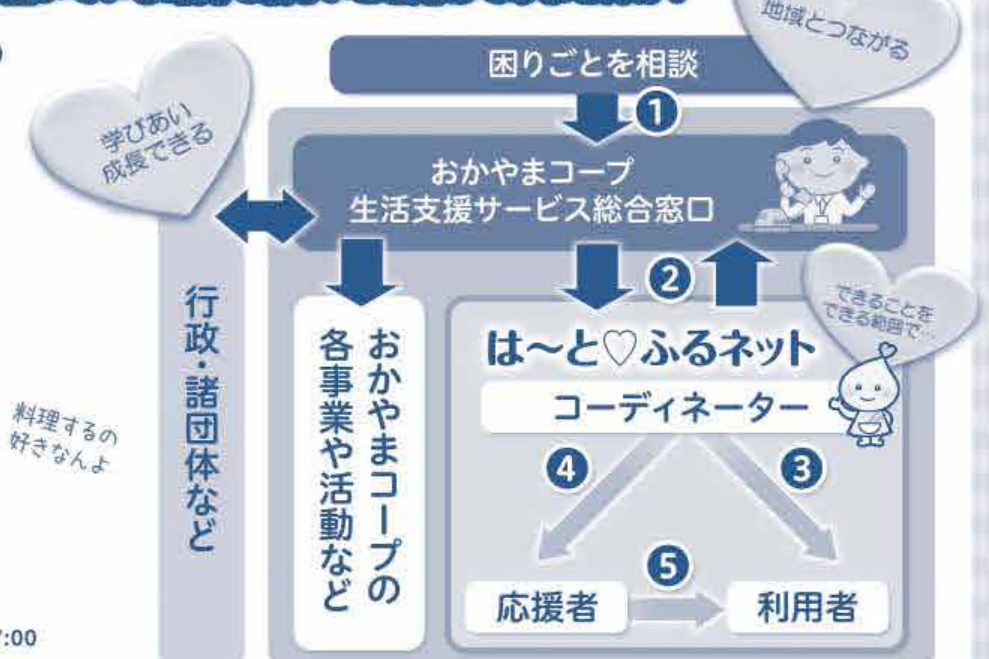 地域とつながる
困りごとを相談
❶
学びあい
成長できる
おかやまコープ
生活支援サービス総合窓口
❷
できることを
できる範囲で…
行政・諸団体など
おかやまコープの
各事業や活動など
は～と♡ふるネット
コーディネーター
料理するの
好きなんよ
❹
❸
❺
応援者
利用者
:00